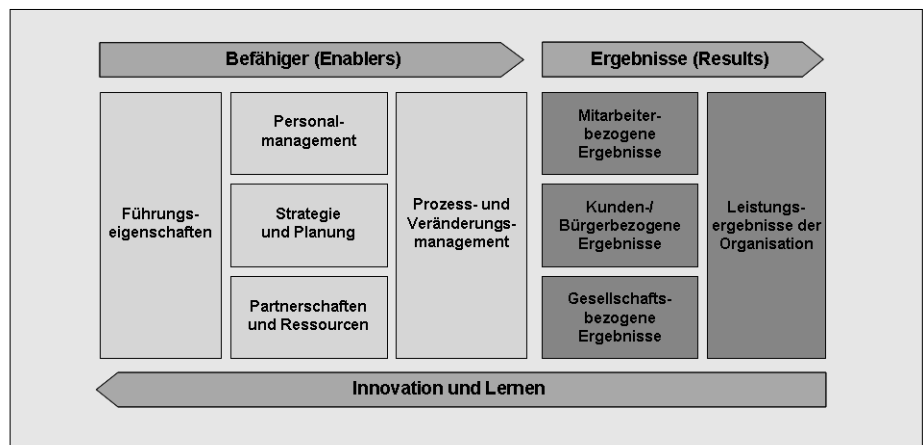 Befähiger (Enablers)
Ergebnisse (Results)
Führungs-
eigenschaften
Personal-
management
Strategie
und Planung
Partnerschaften
und Ressourcen
Prozess- und
Veränderungs-
management
Mitarbeiter-
bezogene
Ergebnisse
Kunden-/
Bürgerbezogene
Ergebnisse
Gesellschafts-
bezogene
Ergebnisse
Leistungs-
ergebnisse der
Organisation
Innovation und Lernen